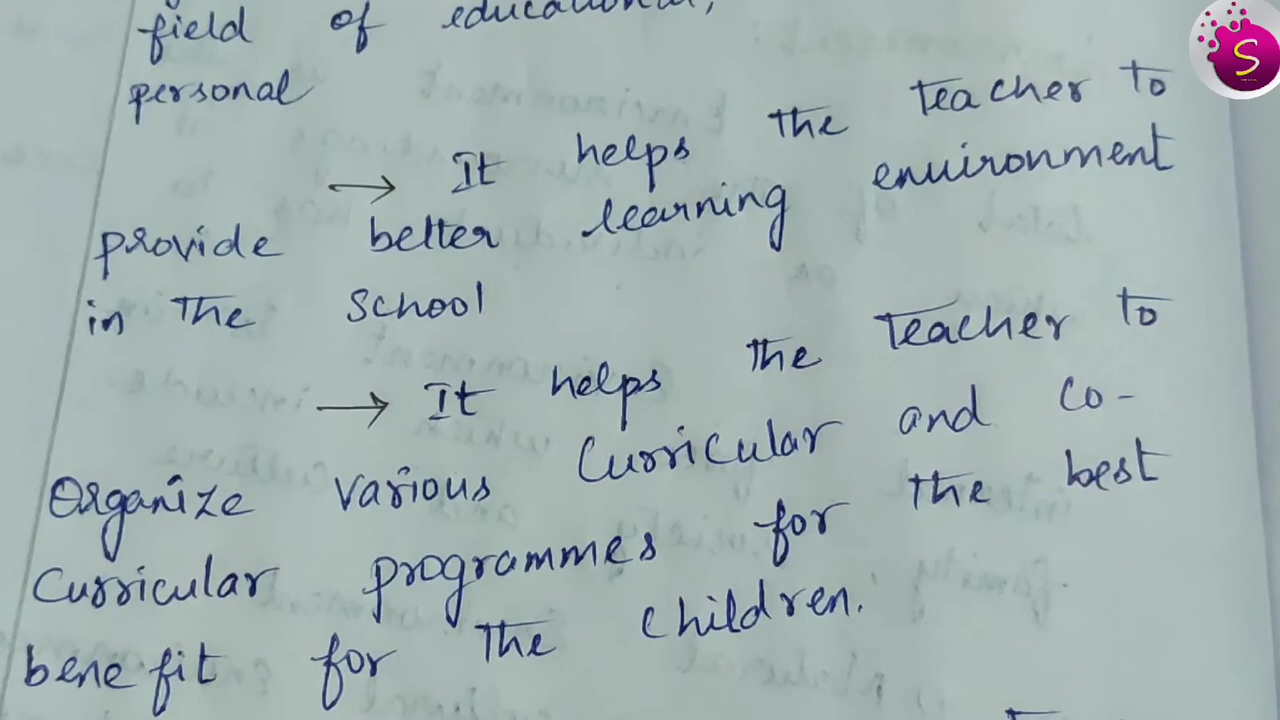 field of educational,
personal
→ It helps the teacher to
provide better learning environment
in the school
→ It helps the teacher to
Organize various curricular and co-
curricular programmes for the best
benefit for the children.
S